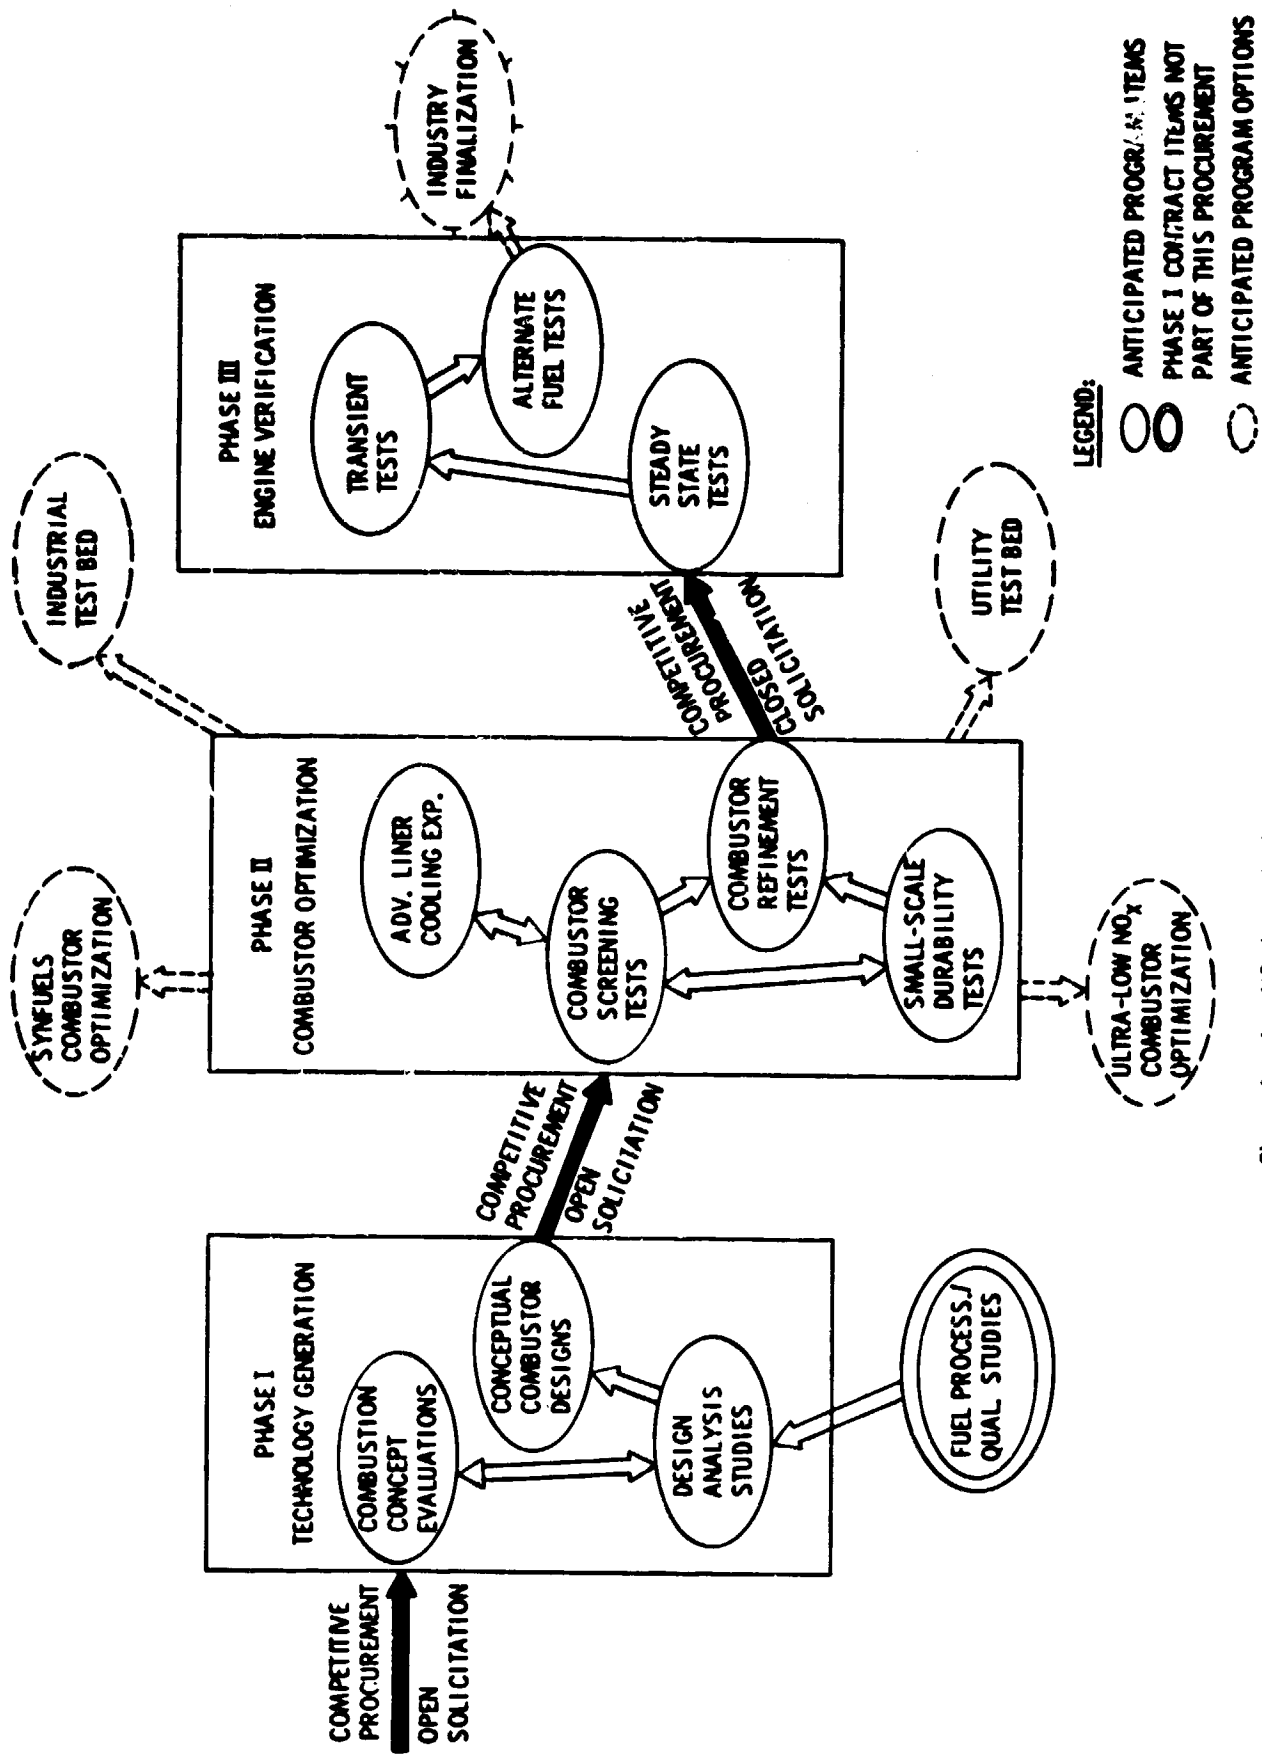 COMPETITIVE
PROCUREMENT
OPEN
SOLICITATION
PHASE I
TECHNOLOGY GENERATION
COMBUSTION
CONCEPT
EVALUATIONS
CONCEPTUAL
COMBUSTOR
DESIGNS
DESIGN
ANALYSIS
STUDIES
FUEL PROCESS./
QUAL STUDIES
COMPETITIVE
PROCUREMENT
OPEN
SOLICITATION
SYNFUELS
COMBUSTOR
OPTIMIZATION
PHASE II
COMBUSTOR OPTIMIZATION
ADV. LINER
COOLING EXP.
COMBUSTOR
SCREENING
TESTS
COMBUSTOR
REFINEMENT
TESTS
SMALL-SCALE
DURABILITY
TESTS
ULTRA-LOW NOX
COMBUSTOR
OPTIMIZATION
INDUSTRIAL
TEST BED
COMPETITIVE
PROCUREMENT
CLOSED
SOLICITATION
UTILITY
TEST BED
PHASE III
ENGINE VERIFICATION
TRANSIENT
TESTS
ALTERNATE
FUEL TESTS
STEADY
STATE
TESTS
INDUSTRY
FINALIZATION
LEGEND:
ANTICIPATED PROGRAM ITEMS
PHASE I CONTRACT ITEMS NOT
PART OF THIS PROCUREMENT
ANTICIPATED PROGRAM OPTIONS